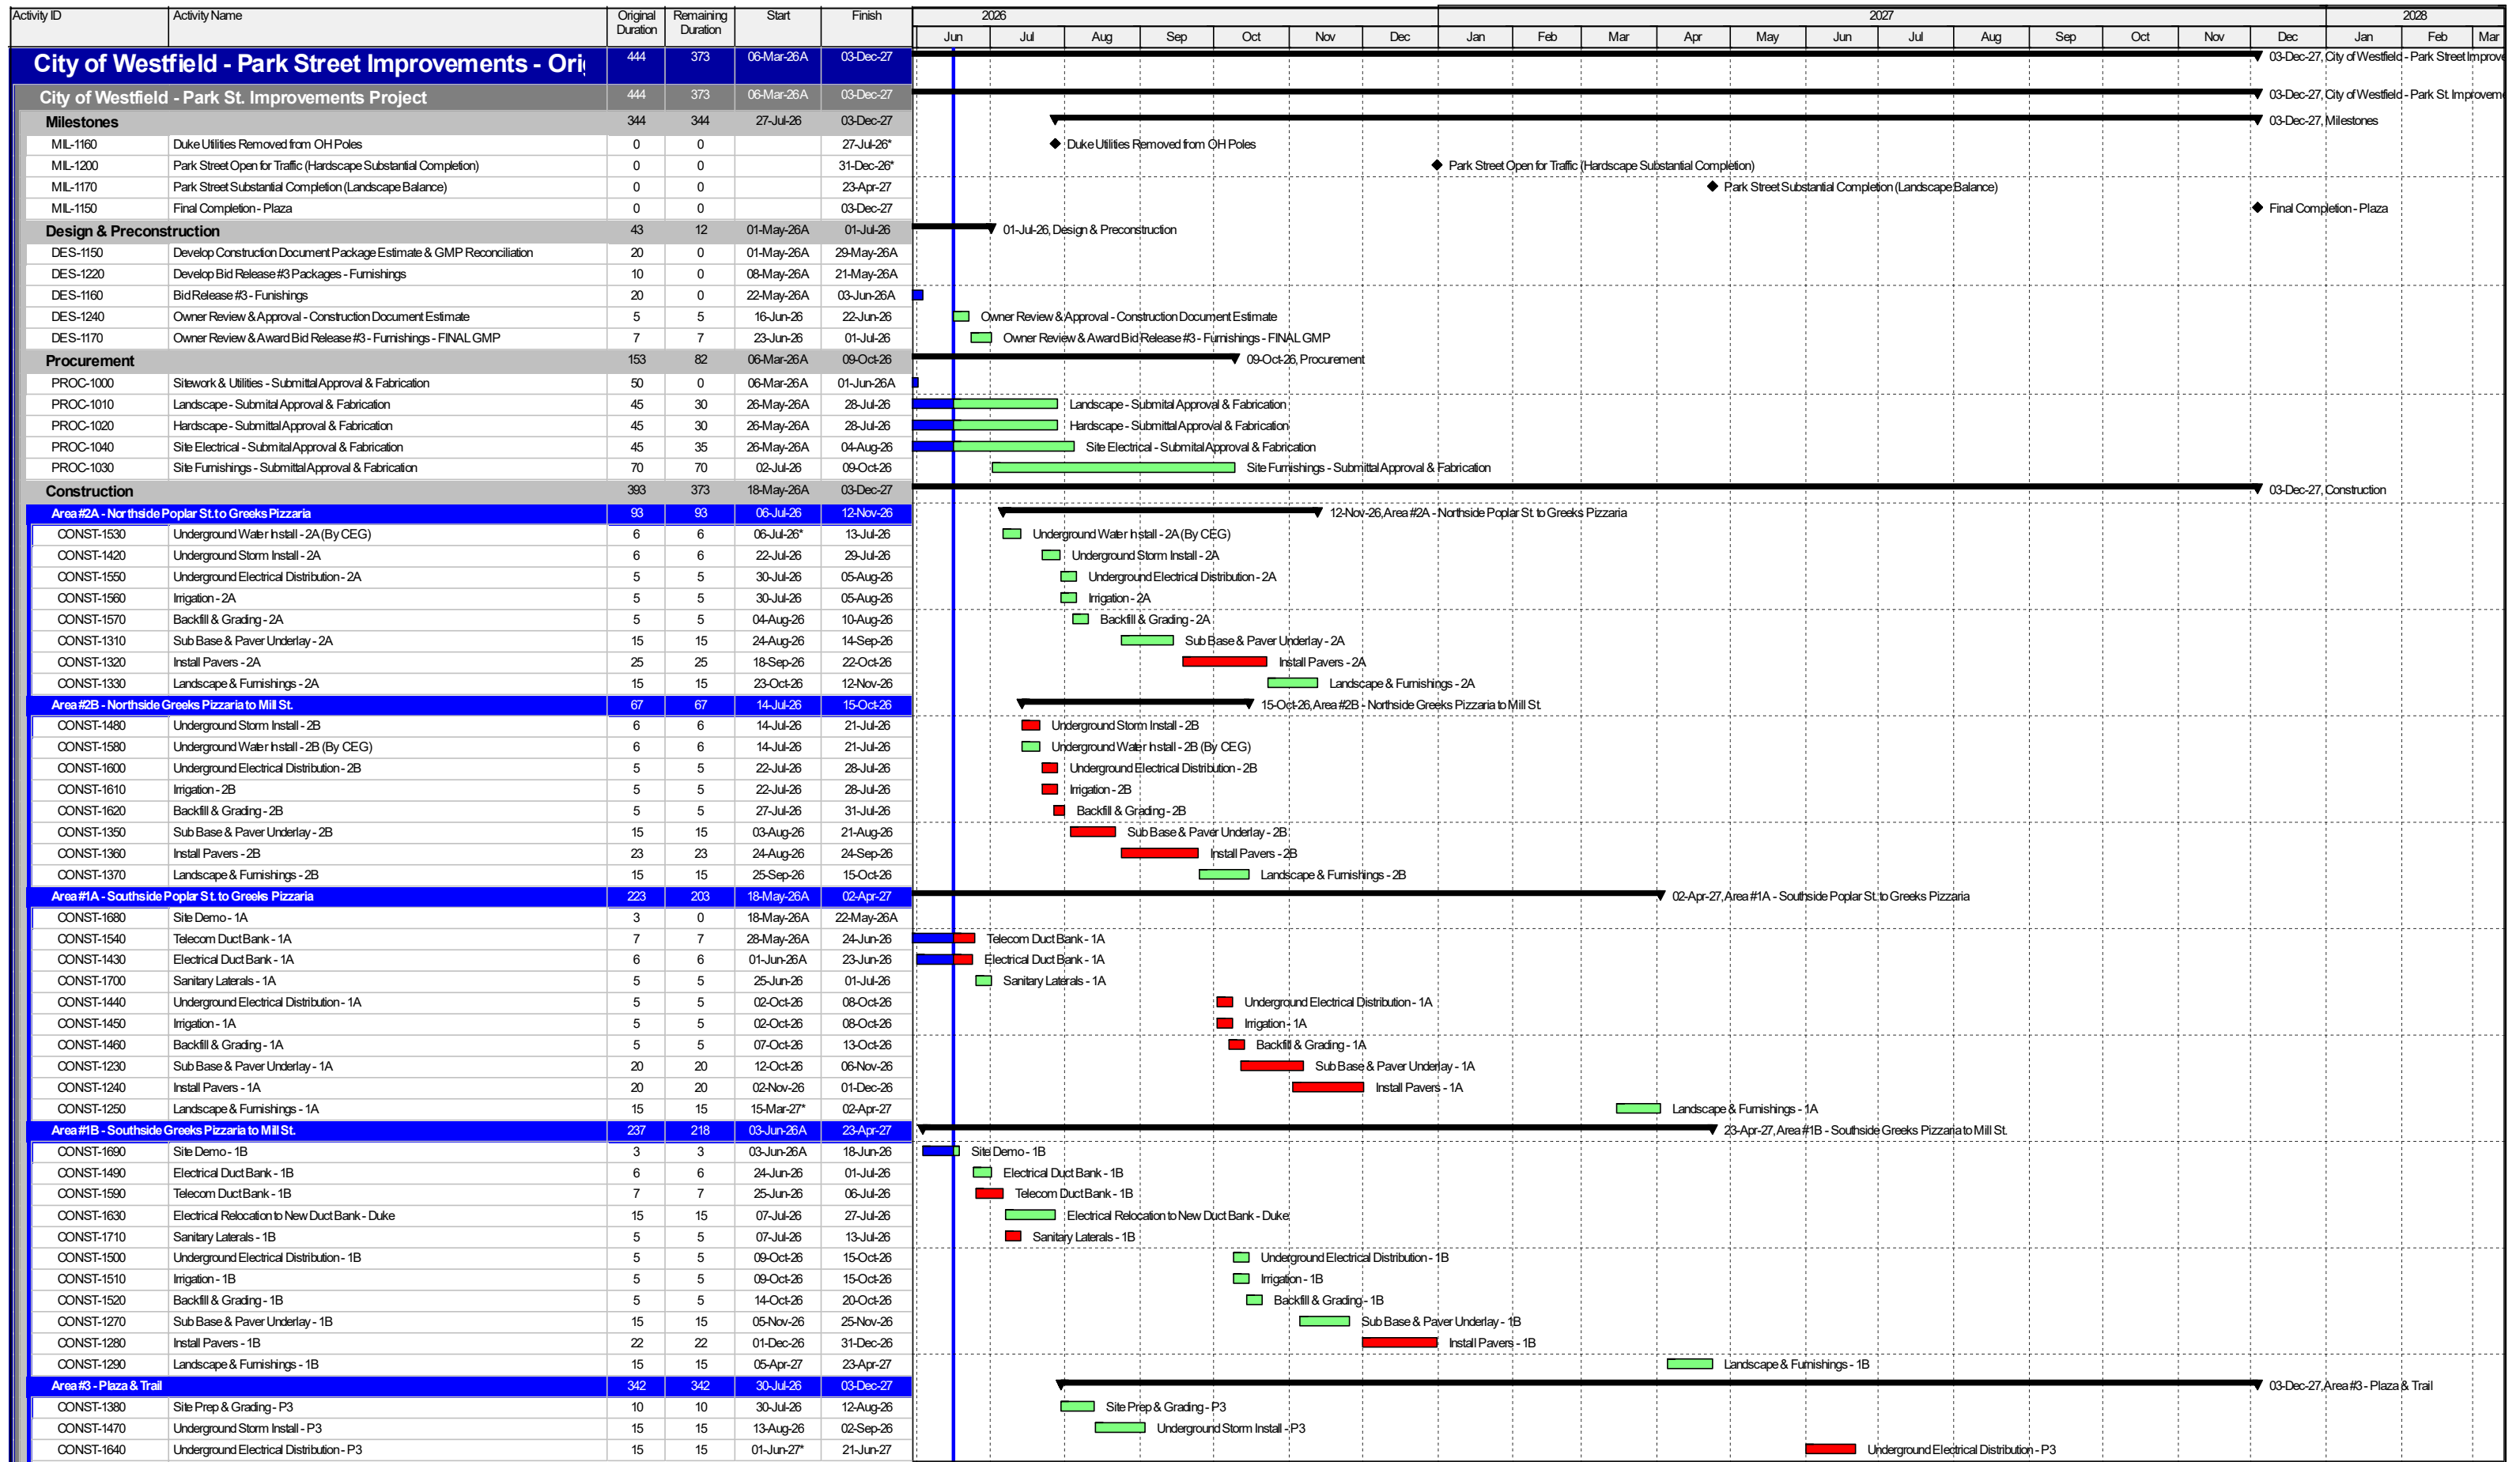 Activity ID Activity Name Original Duration Remaining Duration Start Finish 2026 2027 2028
Jun Jul Aug Sep Oct Nov Dec Jan Feb Mar Apr May Jun Jul Aug Sep Oct Nov Dec Jan Feb Mar
City of Westfield - Park Street Improvements - Orig 444 373 06-Mar-26A 03-Dec-27 03-Dec-27, City of Westfield - Park Street Improve
City of Westfield - Park St. Improvements Project 444 373 06-Mar-26A 03-Dec-27 03-Dec-27, City of Westfield - Park St. Improvem
Milestones 344 344 27-Jul-26 03-Dec-27 03-Dec-27, Milestones
MIL-1160 Duke Utilities Removed from OH Poles 0 0 27-Jul-26* Duke Utilities Removed from OH Poles
MIL-1200 Park Street Open for Traffic (Hardscape Substantial Completion) 0 0 31-Dec-26* Park Street Open for Traffic (Hardscape Substantial Completion)
MIL-1170 Park Street Substantial Completion (Landscape Balance) 0 0 23-Apr-27 Park Street Substantial Completion (Landscape Balance)
MIL-1150 Final Completion - Plaza 0 0 03-Dec-27 Final Completion - Plaza
Design & Preconstruction 43 12 01-May-26A 01-Jul-26 01-Jul-26, Design & Preconstruction
DES-1150 Develop Construction Document Package Estimate & GMP Reconciliation 20 0 01-May-26A 29-May-26A
DES-1220 Develop Bid Release #3 Packages - Furnishings 10 0 08-May-26A 21-May-26A
DES-1160 Bid Release #3 - Funishings 20 0 22-May-26A 03-Jun-26A
DES-1240 Owner Review & Approval - Construction Document Estimate 5 5 16-Jun-26 22-Jun-26 Owner Review & Approval - Construction Document Estimate
DES-1170 Owner Review & Award Bid Release #3 - Furnishings - FINAL GMP 7 7 23-Jun-26 01-Jul-26 Owner Review & Award Bid Release #3 - Furnishings - FINAL GMP
Procurement 153 82 06-Mar-26A 09-Oct-26 09-Oct-26, Procurement
PROC-1000 Sitework & Utilities - Submittal Approval & Fabrication 50 0 06-Mar-26A 01-Jun-26A
PROC-1010 Landscape - Submital Approval & Fabrication 45 30 26-May-26A 28-Jul-26 Landscape - Submital Approval & Fabrication
PROC-1020 Hardscape - Submittal Approval & Fabrication 45 30 26-May-26A 28-Jul-26 Hardscape - Submittal Approval & Fabrication
PROC-1040 Site Electrical - Submital Approval & Fabrication 45 35 26-May-26A 04-Aug-26 Site Electrical - Submital Approval & Fabrication
PROC-1030 Site Furnishings - Submittal Approval & Fabrication 70 70 02-Jul-26 09-Oct-26 Site Furnishings - Submittal Approval & Fabrication
Construction 393 373 18-May-26A 03-Dec-27 03-Dec-27, Construction
Area #2A - Northside Poplar St. to Greeks Pizzaria 93 93 06-Jul-26 12-Nov-26 12-Nov-26, Area #2A - Northside Poplar St. to Greeks Pizzaria
CONST-1530 Underground Water Install - 2A (By CEG) 6 6 06-Jul-26* 13-Jul-26 Underground Water Install - 2A (By CEG)
CONST-1420 Underground Storm Install - 2A 6 6 22-Jul-26 29-Jul-26 Underground Storm Install - 2A
CONST-1550 Underground Electrical Distribution - 2A 5 5 30-Jul-26 05-Aug-26 Underground Electrical Distribution - 2A
CONST-1560 Irrigation - 2A 5 5 30-Jul-26 05-Aug-26 Irrigation - 2A
CONST-1570 Backfill & Grading - 2A 5 5 04-Aug-26 10-Aug-26 Backfill & Grading - 2A
CONST-1310 Sub Base & Paver Underlay - 2A 15 15 24-Aug-26 14-Sep-26 Sub Base & Paver Underlay - 2A
CONST-1320 Install Pavers - 2A 25 25 18-Sep-26 22-Oct-26 Install Pavers - 2A
CONST-1330 Landscape & Furnishings - 2A 15 15 23-Oct-26 12-Nov-26 Landscape & Furnishings - 2A
Area #2B - Northside Greeks Pizzaria to Mill St. 67 67 14-Jul-26 15-Oct-26 15-Oct-26, Area #2B - Northside Greeks Pizzaria to Mill St.
CONST-1480 Underground Storm Install - 2B 6 6 14-Jul-26 21-Jul-26 Underground Storm Install - 2B
CONST-1580 Underground Water Install - 2B (By CEG) 6 6 14-Jul-26 21-Jul-26 Underground Water Install - 2B (By CEG)
CONST-1600 Underground Electrical Distribution - 2B 5 5 22-Jul-26 28-Jul-26 Underground Electrical Distribution - 2B
CONST-1610 Irrigation - 2B 5 5 22-Jul-26 28-Jul-26 Irrigation - 2B
CONST-1620 Backfill & Grading - 2B 5 5 27-Jul-26 31-Jul-26 Backfill & Grading - 2B
CONST-1350 Sub Base & Paver Underlay - 2B 15 15 03-Aug-26 21-Aug-26 Sub Base & Paver Underlay - 2B
CONST-1360 Install Pavers - 2B 23 23 24-Aug-26 24-Sep-26 Install Pavers - 2B
CONST-1370 Landscape & Furnishings - 2B 15 15 25-Sep-26 15-Oct-26 Landscape & Furnishings - 2B
Area #1A - Southside Poplar St. to Greeks Pizzaria 223 203 18-May-26A 02-Apr-27 02-Apr-27, Area #1A - Southside Poplar St. to Greeks Pizzaria
CONST-1680 Site Demo - 1A 3 0 18-May-26A 22-May-26A
CONST-1540 Telecom Duct Bank - 1A 7 7 28-May-26A 24-Jun-26 Telecom Duct Bank - 1A
CONST-1430 Electrical Duct Bank - 1A 6 6 01-Jun-26A 23-Jun-26 Electrical Duct Bank - 1A
CONST-1700 Sanitary Laterals - 1A 5 5 25-Jun-26 01-Jul-26 Sanitary Laterals - 1A
CONST-1440 Underground Electrical Distribution - 1A 5 5 02-Oct-26 08-Oct-26 Underground Electrical Distribution - 1A
CONST-1450 Irrigation - 1A 5 5 02-Oct-26 08-Oct-26 Irrigation - 1A
CONST-1460 Backfill & Grading - 1A 5 5 07-Oct-26 13-Oct-26 Backfill & Grading - 1A
CONST-1230 Sub Base & Paver Underlay - 1A 20 20 12-Oct-26 06-Nov-26 Sub Base & Paver Underlay - 1A
CONST-1240 Install Pavers - 1A 20 20 02-Nov-26 01-Dec-26 Install Pavers - 1A
CONST-1250 Landscape & Furnishings - 1A 15 15 15-Mar-27* 02-Apr-27 Landscape & Furnishings - 1A
Area #1B - Southside Greeks Pizzaria to Mill St. 237 218 03-Jun-26A 23-Apr-27 23-Apr-27, Area #1B - Southside Greeks Pizzaria to Mill St.
CONST-1690 Site Demo - 1B 3 3 03-Jun-26A 18-Jun-26 Site Demo - 1B
CONST-1490 Electrical Duct Bank - 1B 6 6 24-Jun-26 01-Jul-26 Electrical Duct Bank - 1B
CONST-1590 Telecom Duct Bank - 1B 7 7 25-Jun-26 06-Jul-26 Telecom Duct Bank - 1B
CONST-1630 Electrical Relocation to New Duct Bank - Duke 15 15 07-Jul-26 27-Jul-26 Electrical Relocation to New Duct Bank - Duke
CONST-1710 Sanitary Laterals - 1B 5 5 07-Jul-26 13-Jul-26 Sanitary Laterals - 1B
CONST-1500 Underground Electrical Distribution - 1B 5 5 09-Oct-26 15-Oct-26 Underground Electrical Distribution - 1B
CONST-1510 Irrigation - 1B 5 5 09-Oct-26 15-Oct-26 Irrigation - 1B
CONST-1520 Backfill & Grading - 1B 5 5 14-Oct-26 20-Oct-26 Backfill & Grading - 1B
CONST-1270 Sub Base & Paver Underlay - 1B 15 15 05-Nov-26 25-Nov-26 Sub Base & Paver Underlay - 1B
CONST-1280 Install Pavers - 1B 22 22 01-Dec-26 31-Dec-26 Install Pavers - 1B
CONST-1290 Landscape & Furnishings - 1B 15 15 05-Apr-27 23-Apr-27 Landscape & Furnishings - 1B
Area #3 - Plaza & Trail 342 342 30-Jul-26 03-Dec-27 03-Dec-27, Area #3 - Plaza & Trail
CONST-1380 Site Prep & Grading - P3 10 10 30-Jul-26 12-Aug-26 Site Prep & Grading - P3
CONST-1470 Underground Storm Install - P3 15 15 13-Aug-26 02-Sep-26 Underground Storm Install - P3
CONST-1640 Underground Electrical Distribution - P3 15 15 01-Jun-27* 21-Jun-27 Underground Electrical Distribution - P3